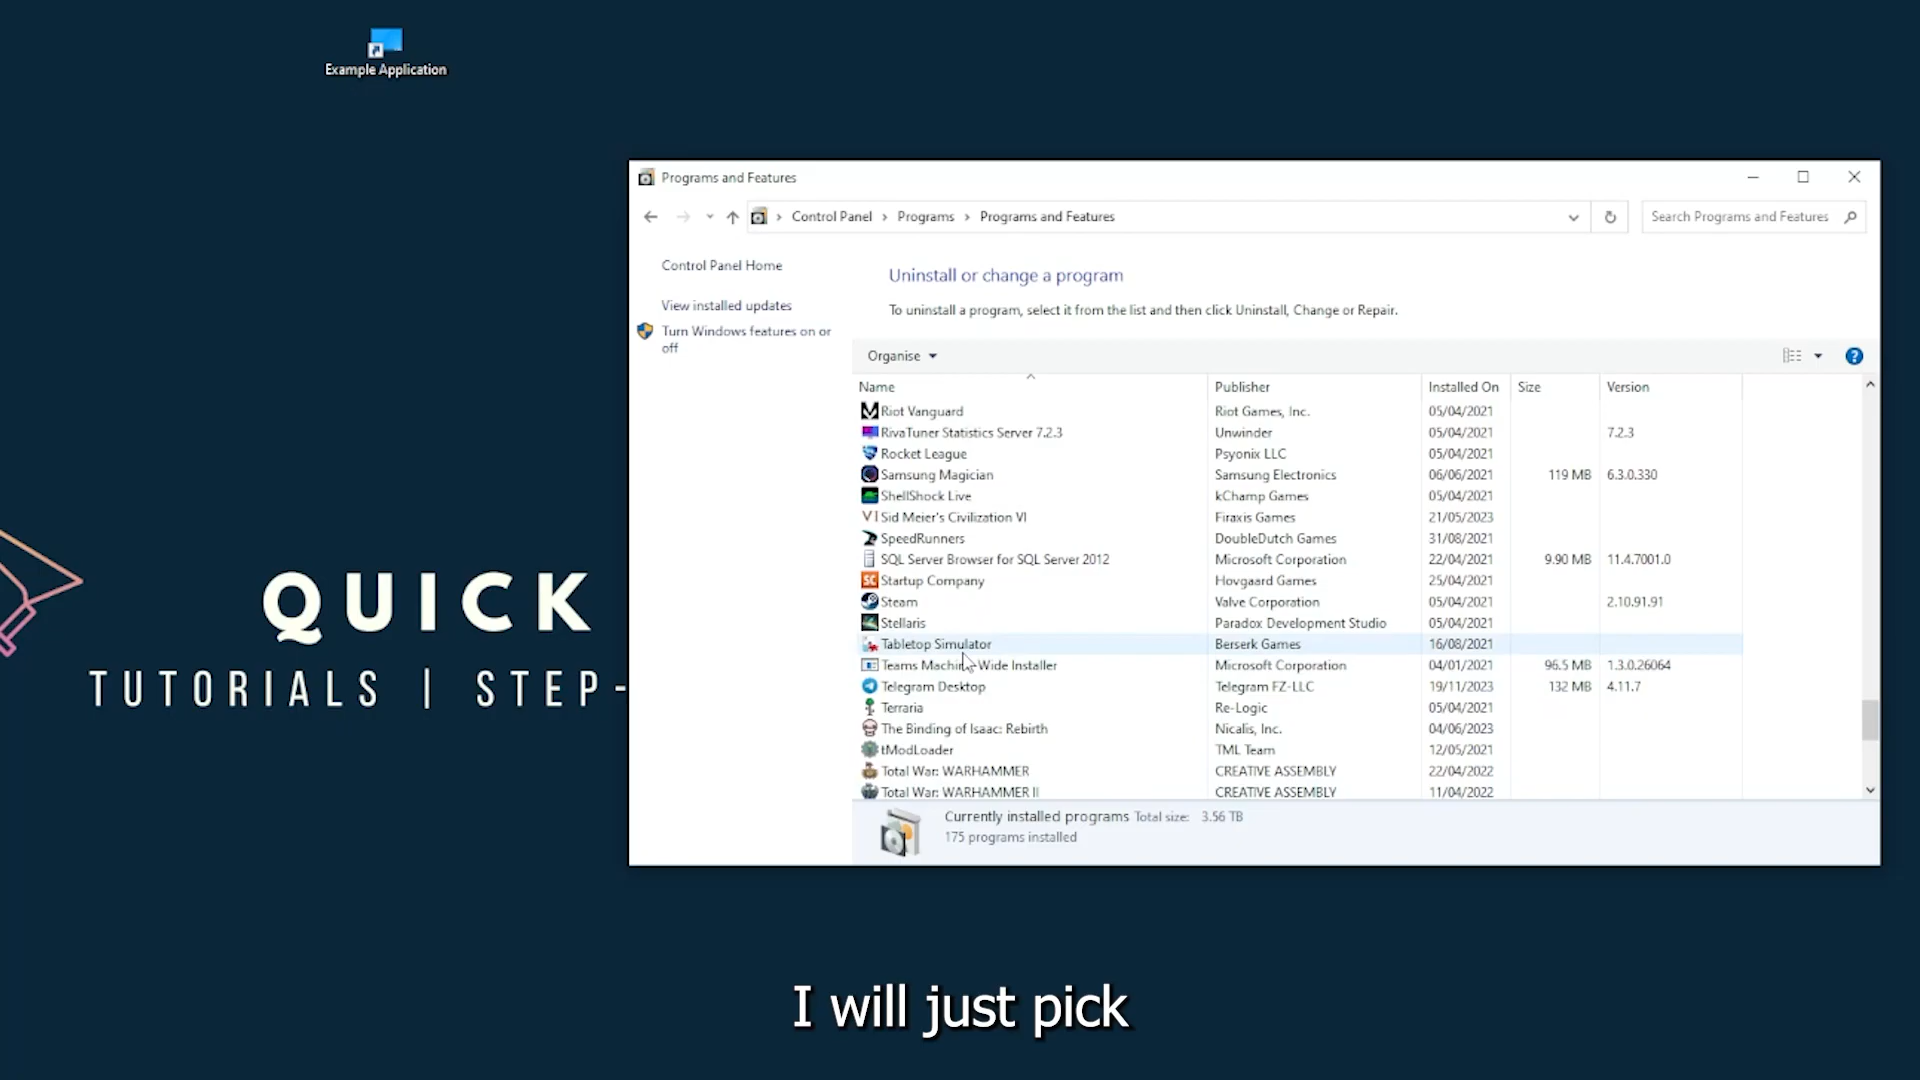 Example Application
QUICK
TUTORIALS | STEP-
Programs and Features
Control Panel > Programs > Programs and Features
Search Programs and Features
Control Panel Home
View installed updates
Turn Windows features on or
off
Uninstall or change a program
To uninstall a program, select it from the list and then click Uninstall, Change or Repair.
Organise
Name Publisher Installed On Size Version
Riot Vanguard Riot Games, Inc. 05/04/2021
RivaTuner Statistics Server 7.2.3 Unwinder 05/04/2021 7.2.3
Rocket League Psyonix LLC 05/04/2021
Samsung Magician Samsung Electronics 06/06/2021 119 MB 6.3.0.330
ShellShock Live kChamp Games 05/04/2021
VI Sid Meier's Civilization VI Firaxis Games 21/05/2023
SpeedRunners DoubleDutch Games 31/08/2021
SQL Server Browser for SQL Server 2012 Microsoft Corporation 22/04/2021 9.90 MB 11.4.7001.0
SC Startup Company Hovgaard Games 25/04/2021
Steam Valve Corporation 05/04/2021 2.10.91.91
Stellaris Paradox Development Studio 05/04/2021
Tabletop Simulator Berserk Games 16/08/2021
Teams Machine-Wide Installer Microsoft Corporation 04/01/2021 96.5 MB 1.3.0.26064
Telegram Desktop Telegram FZ-LLC 19/11/2023 132 MB 4.11.7
Terraria Re-Logic 05/04/2021
The Binding of Isaac: Rebirth Nicalis, Inc. 04/06/2023
tModLoader TML Team 12/05/2021
Total War: WARHAMMER CREATIVE ASSEMBLY 22/04/2022
Total War: WARHAMMER II CREATIVE ASSEMBLY 11/04/2022
Currently installed programs Total size: 3.56 TB
175 programs installed
I will just pick